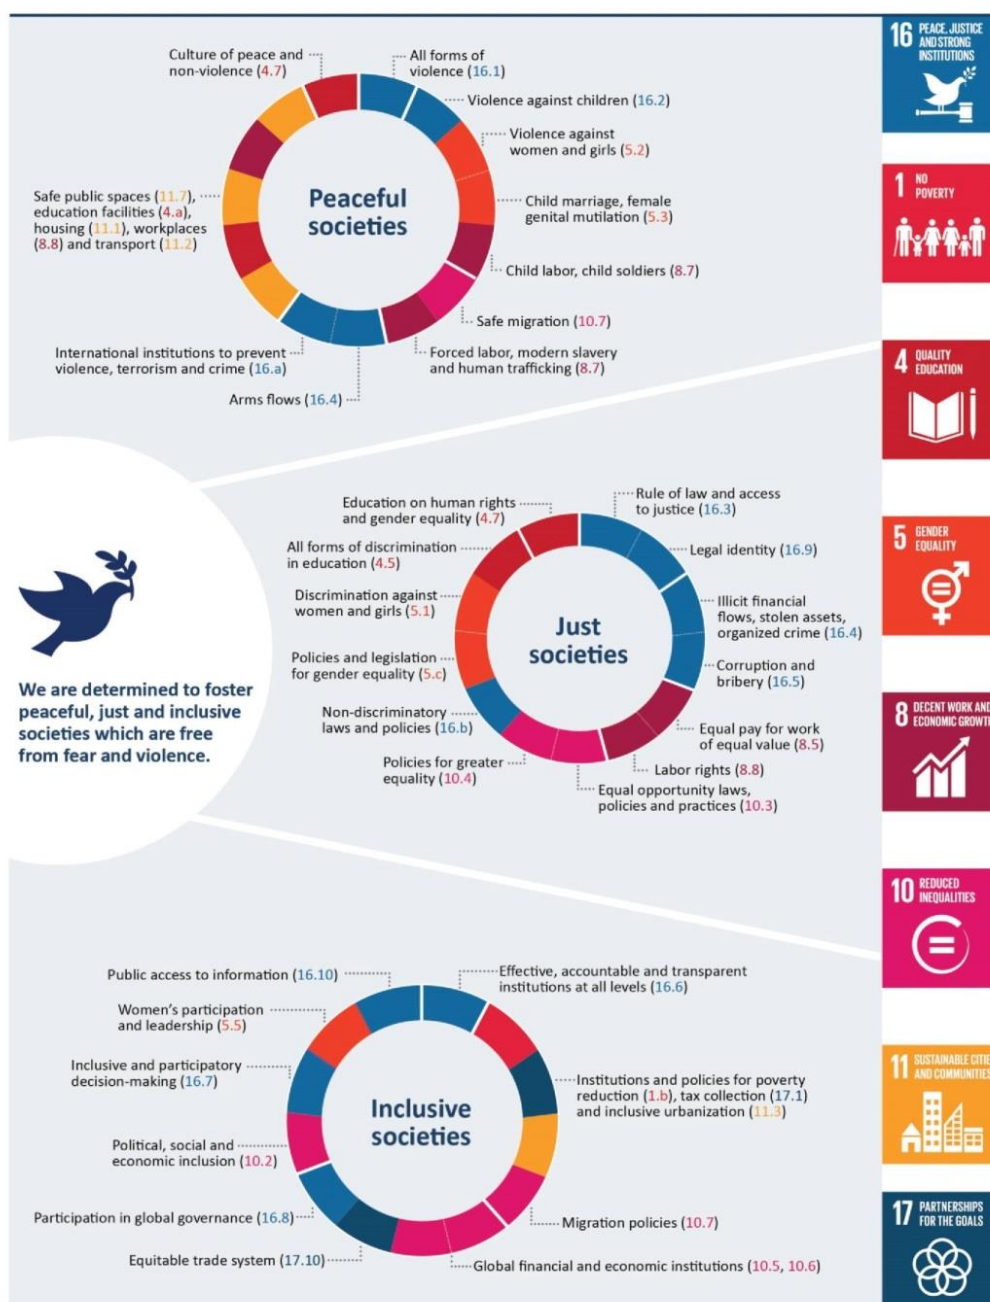 Culture of peace and
non-violence (4.7)
All forms of
violence (16.1)
Violence against children (16.2)
Violence against
women and girls (5.2)
Child marriage, female
genital mutilation (5.3)
Child labor, child soldiers (8.7)
Safe migration (10.7)
Forced labor, modern slavery
and human trafficking (8.7)
Arms flows (16.4)
International institutions to prevent
violence, terrorism and crime (16.a)
Safe public spaces (11.7),
education facilities (4.a),
housing (11.1), workplaces
(8.8) and transport (11.2)
Peaceful
societies
We are determined to foster
peaceful, just and inclusive
societies which are free
from fear and violence.
Education on human rights
and gender equality (4.7)
Rule of law and access
to justice (16.3)
Legal identity (16.9)
Illicit financial
flows, stolen assets,
organized crime (16.4)
Corruption and
bribery (16.5)
Equal pay for work
of equal value (8.5)
Labor rights (8.8)
Equal opportunity laws,
policies and practices (10.3)
Policies for greater
equality (10.4)
Non-discriminatory
laws and policies (16.b)
Policies and legislation
for gender equality (5.c)
Discrimination against
women and girls (5.1)
All forms of discrimination
in education (4.5)
Just
societies
Public access to information (16.10)
Effective, accountable and transparent
institutions at all levels (16.6)
Institutions and policies for poverty
reduction (1.b), tax collection (17.1)
and inclusive urbanization (11.3)
Migration policies (10.7)
Global financial and economic institutions (10.5, 10.6)
Equitable trade system (17.10)
Participation in global governance (16.8)
Political, social and
economic inclusion (10.2)
Inclusive and participatory
decision-making (16.7)
Women's participation
and leadership (5.5)
Inclusive
societies
16 PEACE, JUSTICE
AND STRONG
INSTITUTIONS
1 NO
POVERTY
4 QUALITY
EDUCATION
5 GENDER
EQUALITY
8 DECENT WORK AND
ECONOMIC GROWTH
10 REDUCED
INEQUALITIES
11 SUSTAINABLE CITIE
AND COMMUNITIES
17 PARTNERSHIPS
FOR THE GOALS